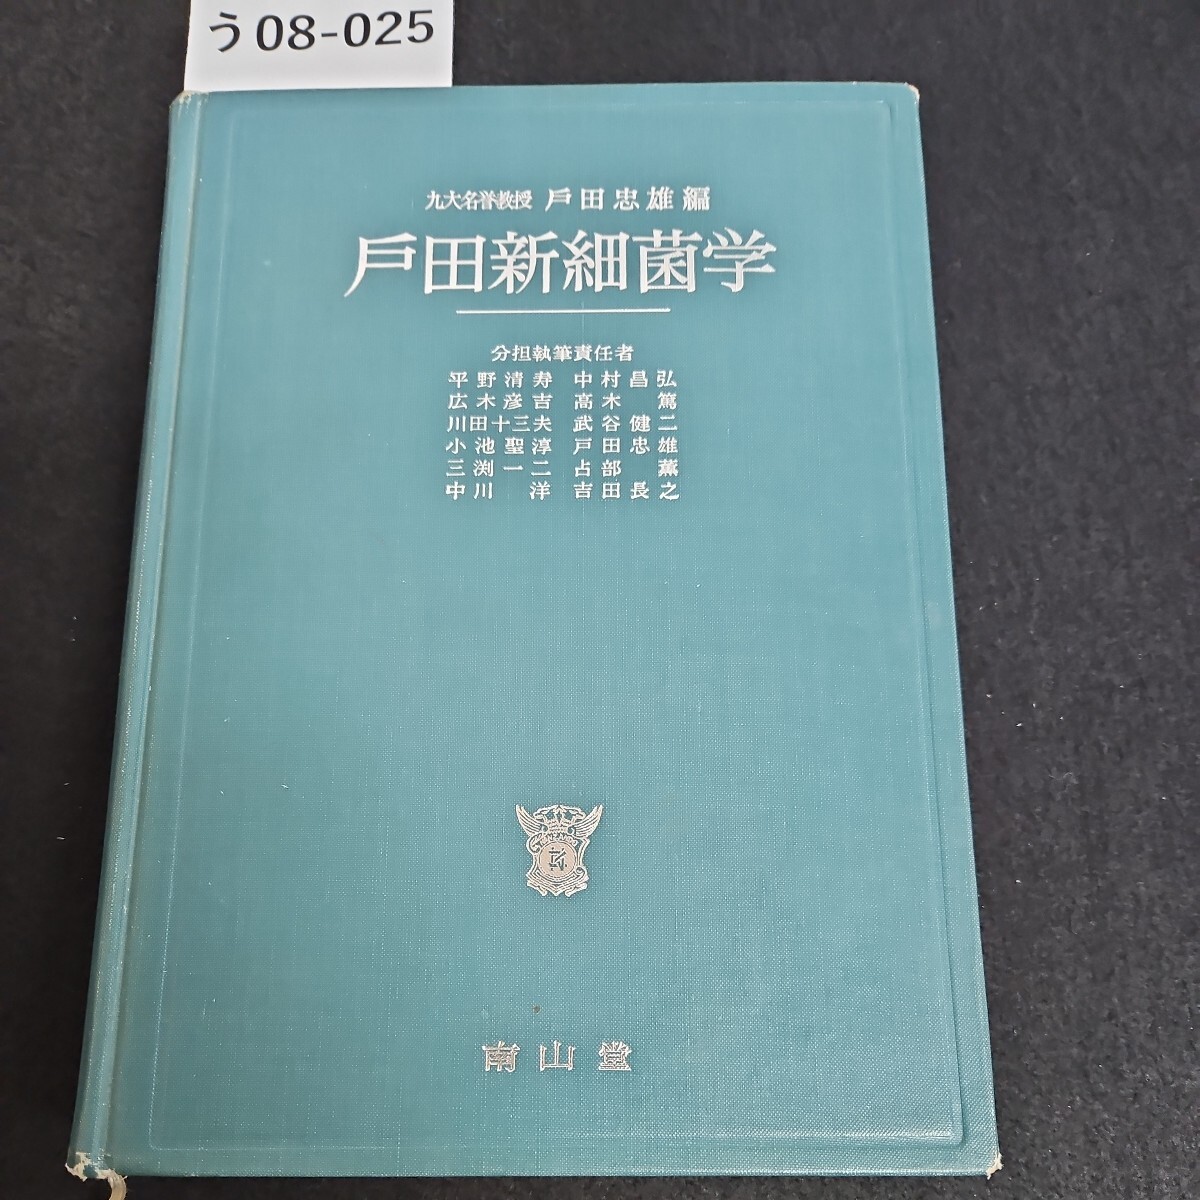 う08-025
九大名誉教授 戸田忠雄編
戸田新細菌学
分担執筆責任者
平野清寿 中村昌弘
広木彦吉 高木篤
川田十三夫 武谷健二
小池聖淳 戸田忠雄
三渕一二 占部薫
中川洋 吉田長之
南山堂